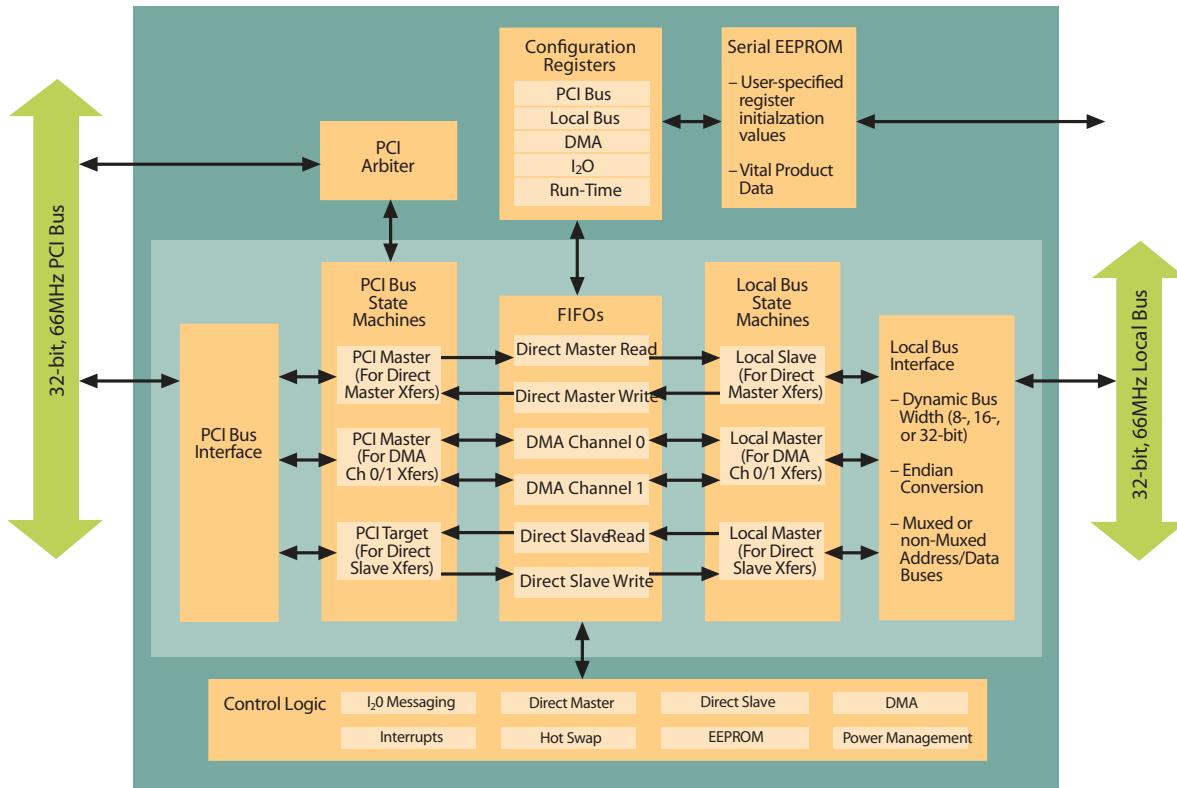 Configuration
Registers
PCI Bus
Local Bus
DMA
I₂O
Run-Time
Serial EEPROM
– User-specified
register
initialzation
values
– Vital Product
Data
PCI
Arbiter
32-bit, 66MHz PCI Bus
PCI Bus
Interface
PCI Bus
State
Machines
PCI Master
(For Direct
Master Xfers)
PCI Master
(For DMA
Ch 0/1 Xfers)
PCI Target
(For Direct
Slave Xfers)
FIFOs
Direct Master Read
Direct Master Write
DMA Channel 0
DMA Channel 1
Direct Slave Read
Direct Slave Write
Local Bus
State
Machines
Local Slave
(For Direct
Master Xfers)
Local Master
(For DMA
Ch 0/1 Xfers)
Local Master
(For Direct
Slave Xfers)
Local Bus
Interface
– Dynamic Bus
Width (8-, 16-,
or 32-bit)
– Endian
Conversion
– Muxed or
non-Muxed
Address/Data
Buses
32-bit, 66MHz Local Bus
Control Logic
I₂0 Messaging
Direct Master
Direct Slave
DMA
Interrupts
Hot Swap
EEPROM
Power Management